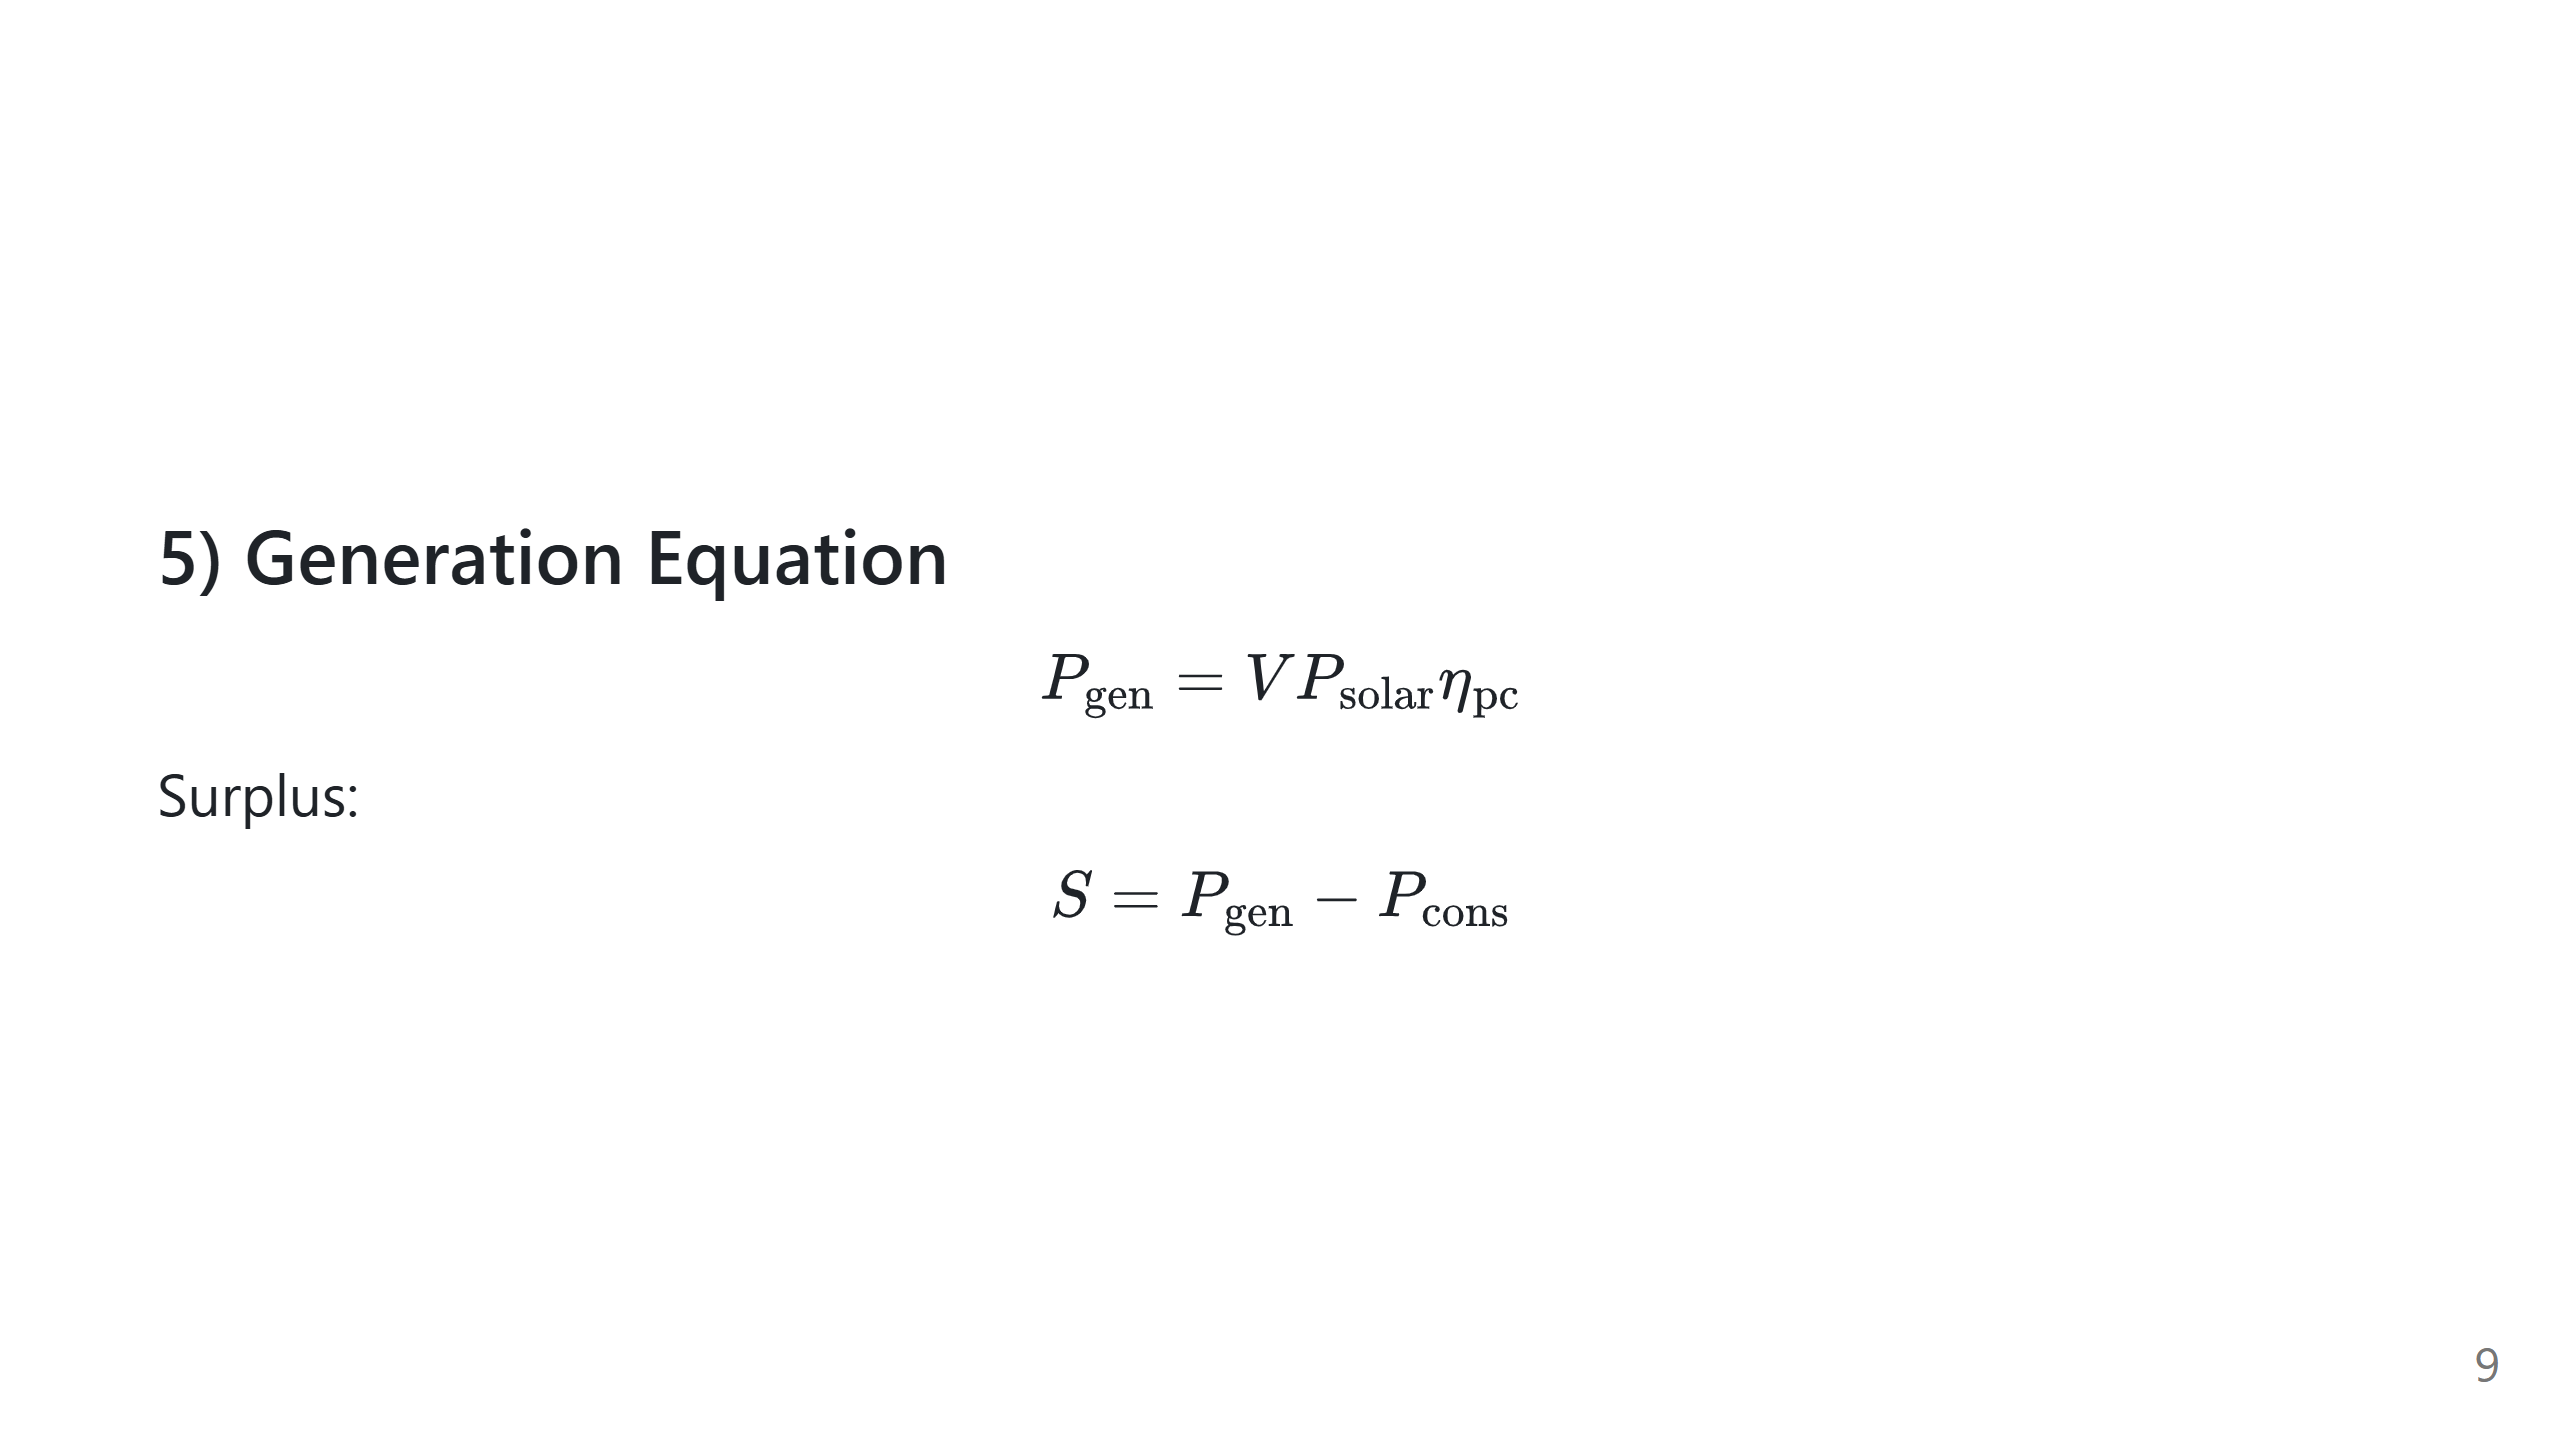 5) Generation Equation
P_gen = V P_solar η_pc
Surplus:
S = P_gen − P_cons
9